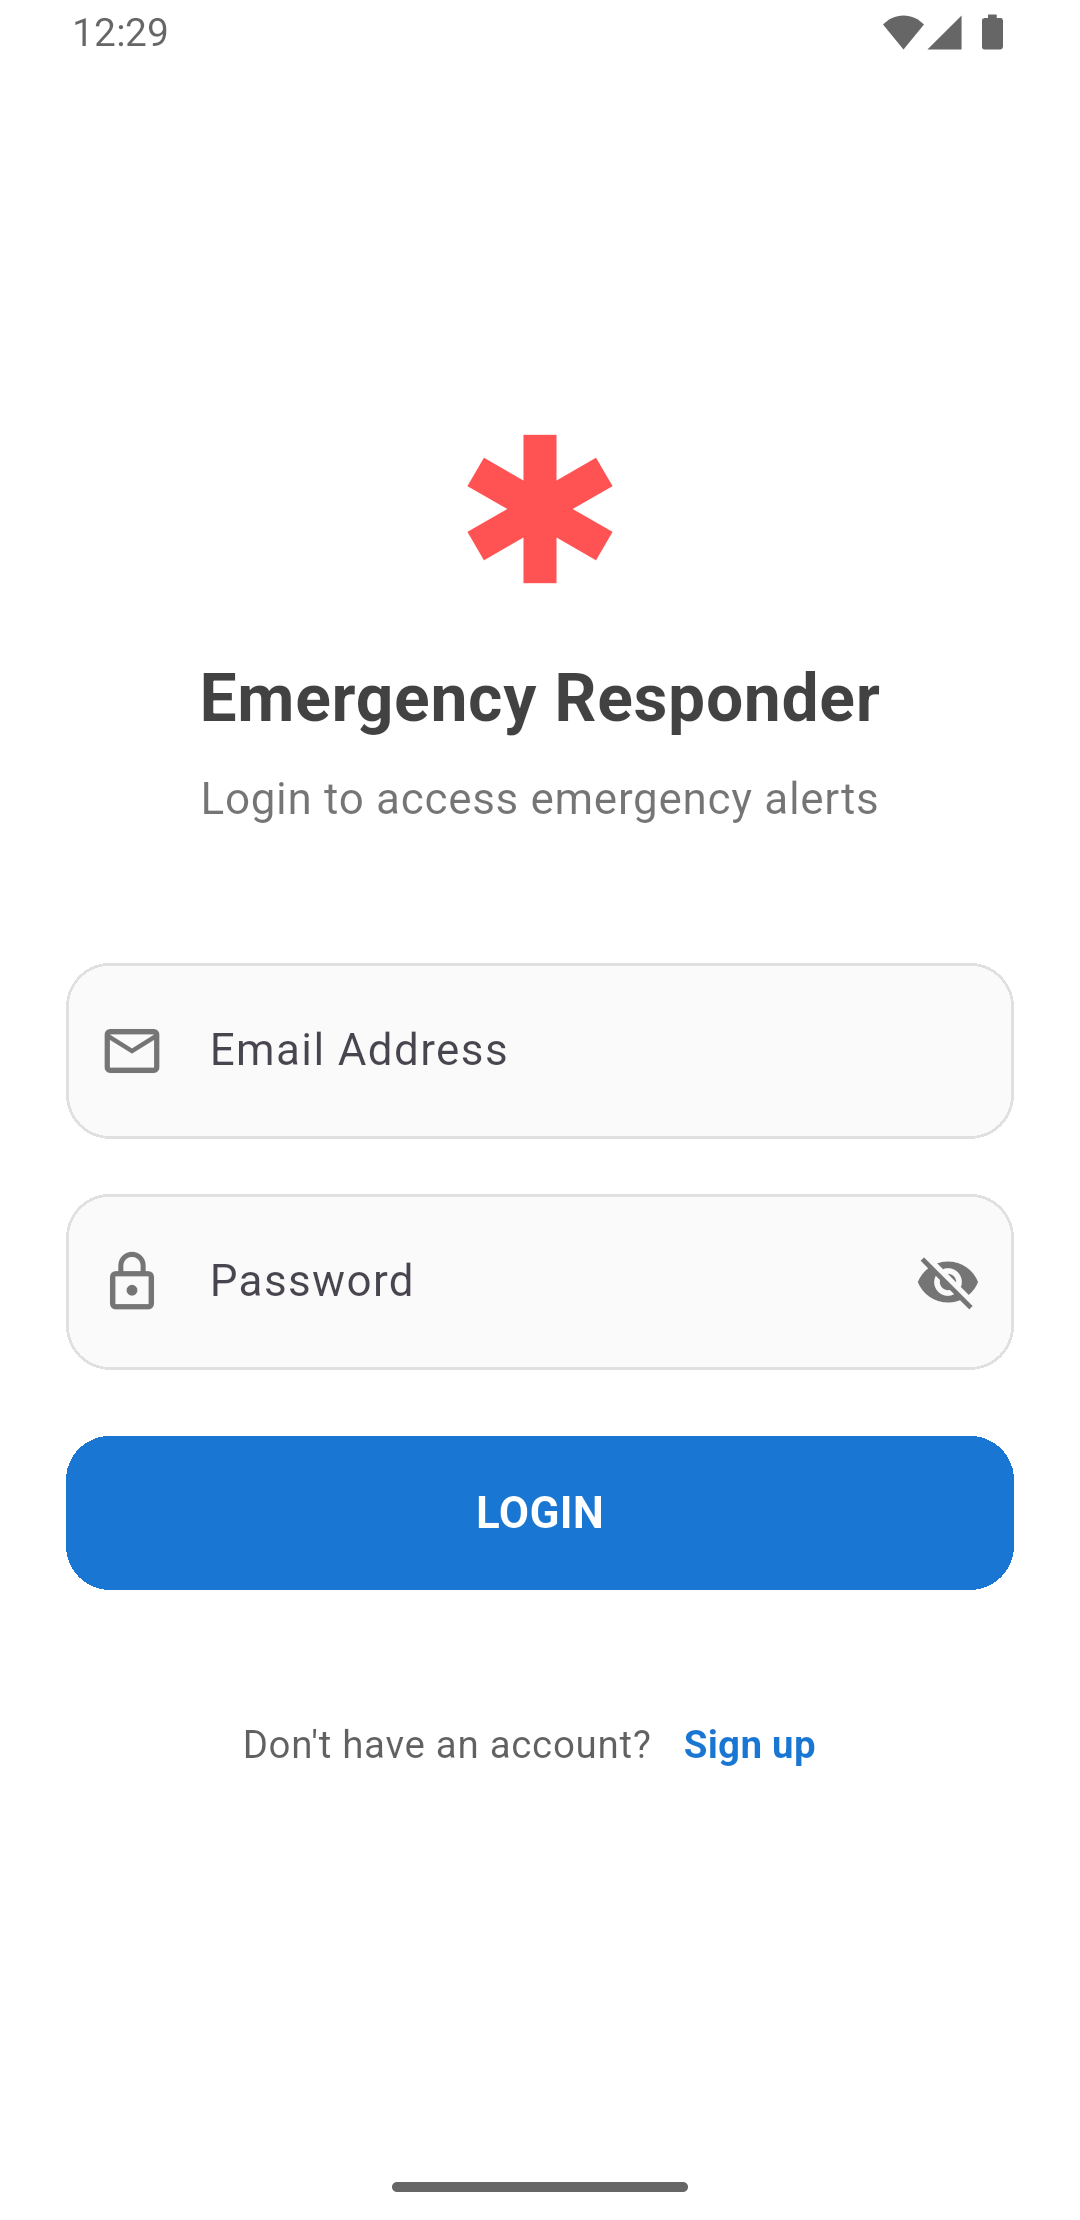 12:29
Emergency Responder
Login to access emergency alerts
Email Address
Password
LOGIN
Don't have an account? Sign up